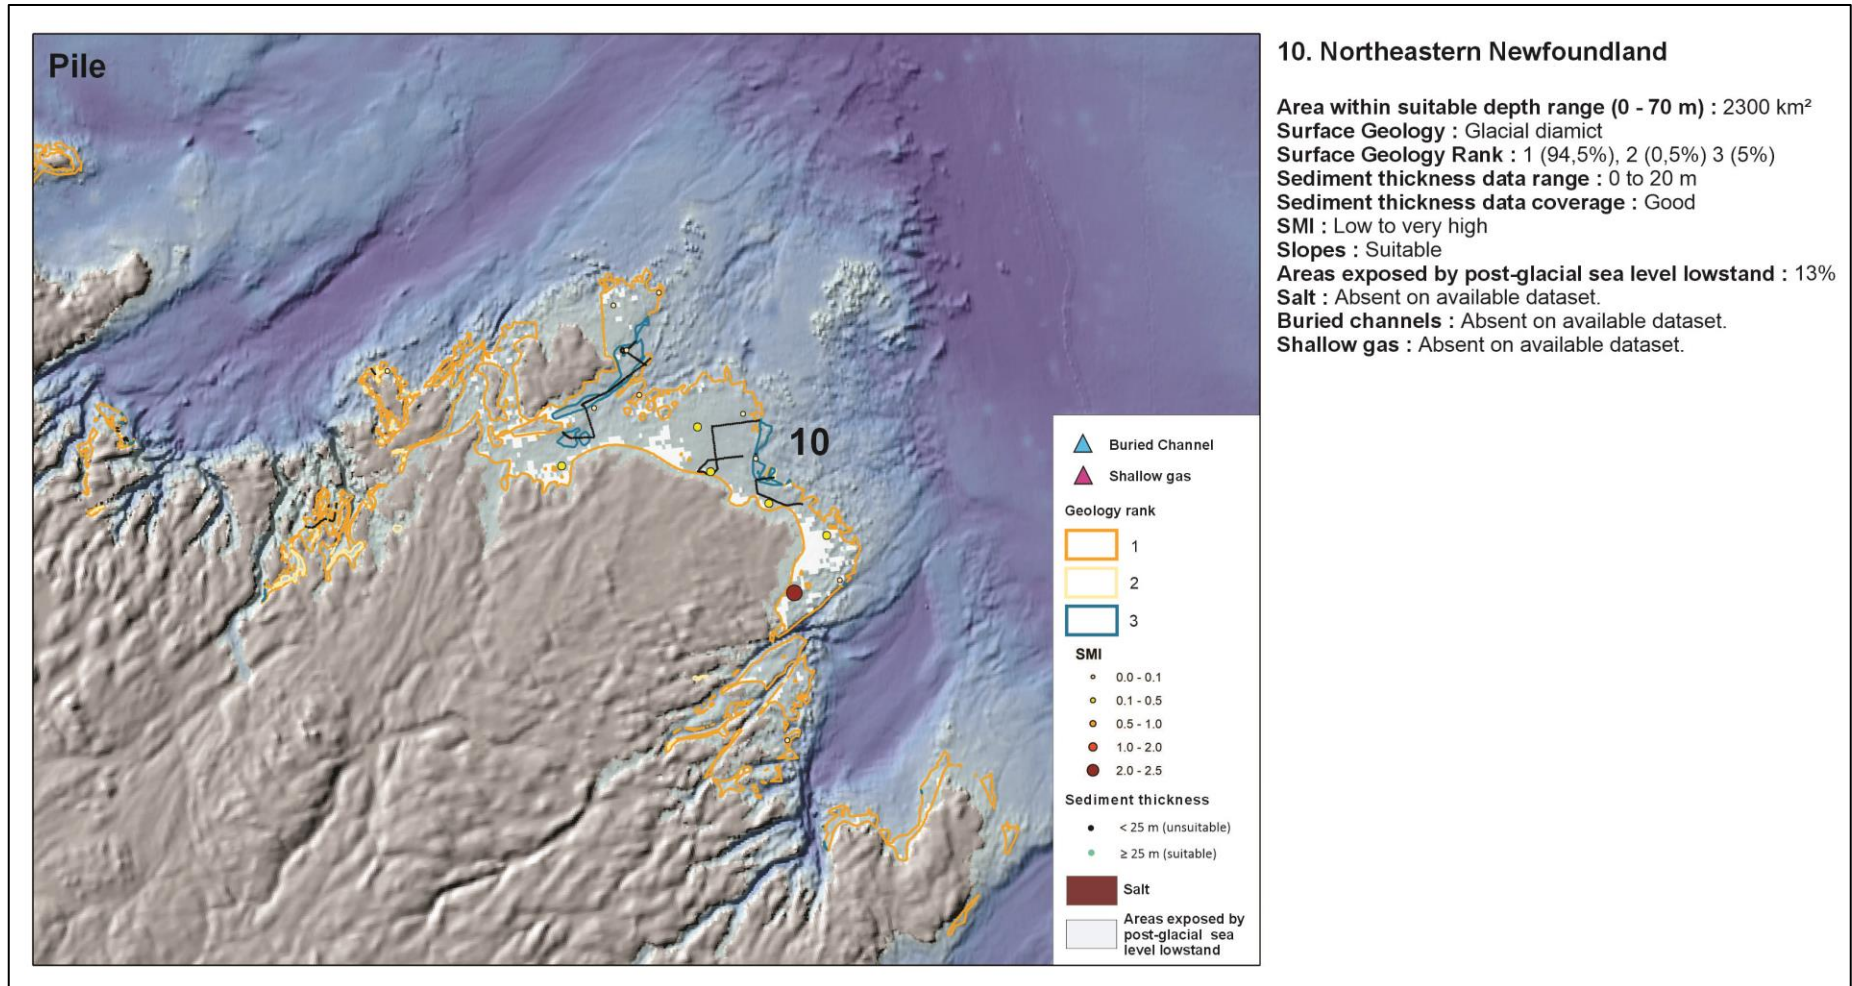 Pile
10
10. Northeastern Newfoundland
Area within suitable depth range (0 - 70 m) : 2300 km²
Surface Geology : Glacial diamict
Surface Geology Rank : 1 (94,5%), 2 (0,5%) 3 (5%)
Sediment thickness data range : 0 to 20 m
Sediment thickness data coverage : Good
SMI : Low to very high
Slopes : Suitable
Areas exposed by post-glacial sea level lowstand : 13%
Salt : Absent on available dataset.
Buried channels : Absent on available dataset.
Shallow gas : Absent on available dataset.
Buried Channel
Shallow gas
Geology rank
1
2
3
SMI
0.0 - 0.1
0.1 - 0.5
0.5 - 1.0
1.0 - 2.0
2.0 - 2.5
Sediment thickness
< 25 m (unsuitable)
≥ 25 m (suitable)
Salt
Areas exposed by
post-glacial sea
level lowstand